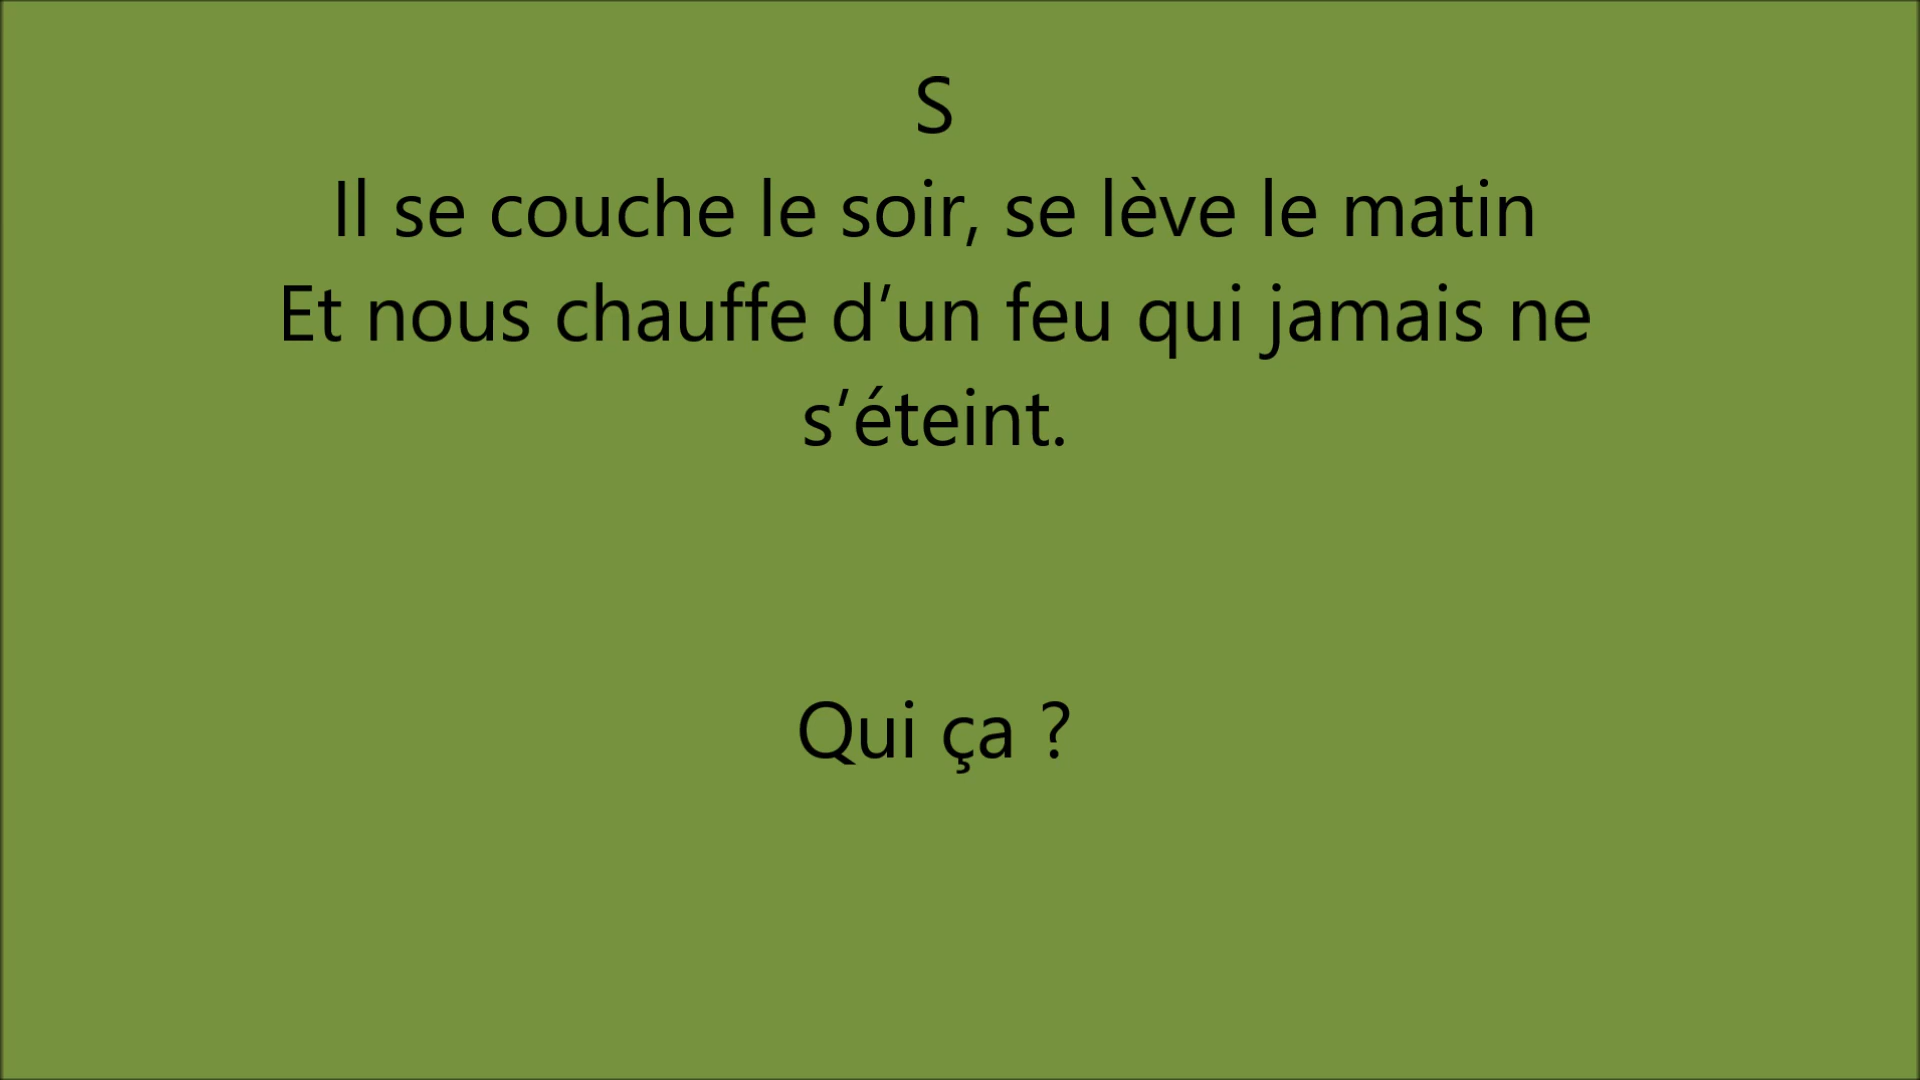 S
Il se couche le soir, se lève le matin
Et nous chauffe d’un feu qui jamais ne
s’éteint.
Qui ça ?